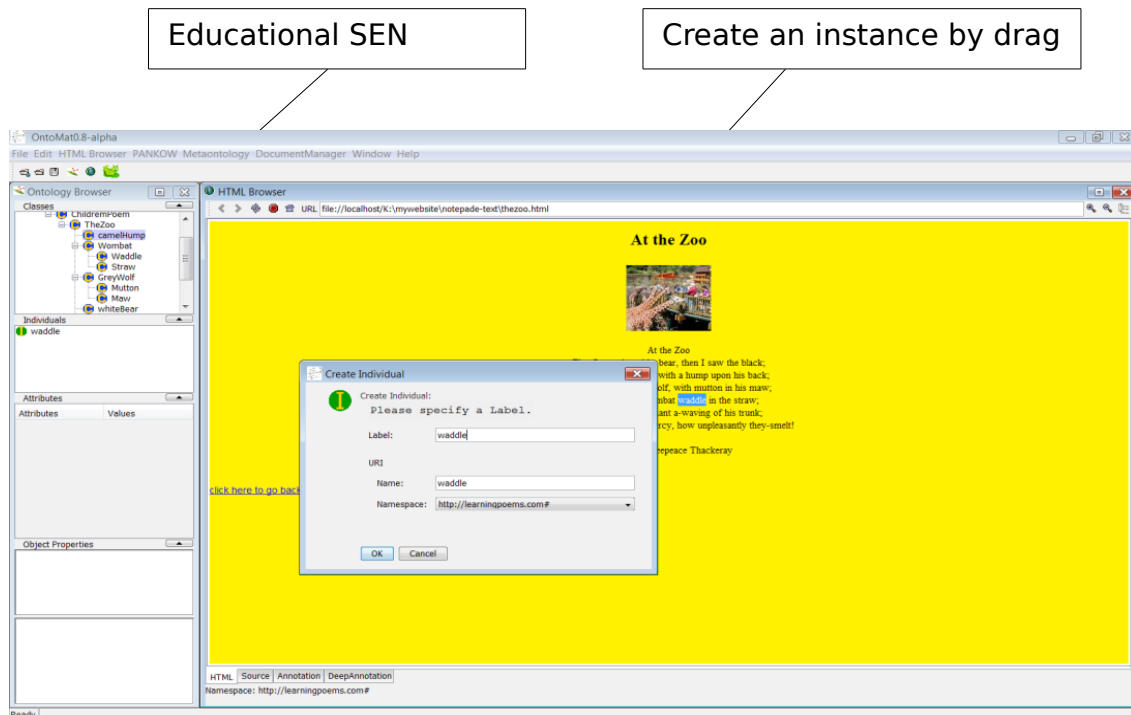 Educational SEN
Create an instance by drag
OntoMat0.8-alpha
File Edit HTML Browser PANKOW Metaontology DocumentManager Window Help
Ontology Browser
Classes
ChildremPoem
TheZoo
camelHump
Wombat
Waddle
Straw
GreyWolf
Mutton
Maw
whiteBear
Individuals
waddle
Attributes
Attributes Values
Object Properties
HTML Browser
URL file://localhost/K:\mywebsite\notepade-text\thezoo.html
At the Zoo
At the Zoo
bear, then I saw the black;
with a hump upon his back;
olf, with mutton in his maw;
mbat waddle in the straw;
ant a-waving of his trunk;
rcy, how unpleasantly they-smelt!
epeace Thackeray
click here to go back
Create Individual
Create Individual:
Please specify a Label.
Label: waddle
URI
Name: waddle
Namespace: http://learningpoems.com#
OK Cancel
HTML Source Annotation DeepAnnotation
Namespace: http://learningpoems.com#
Ready